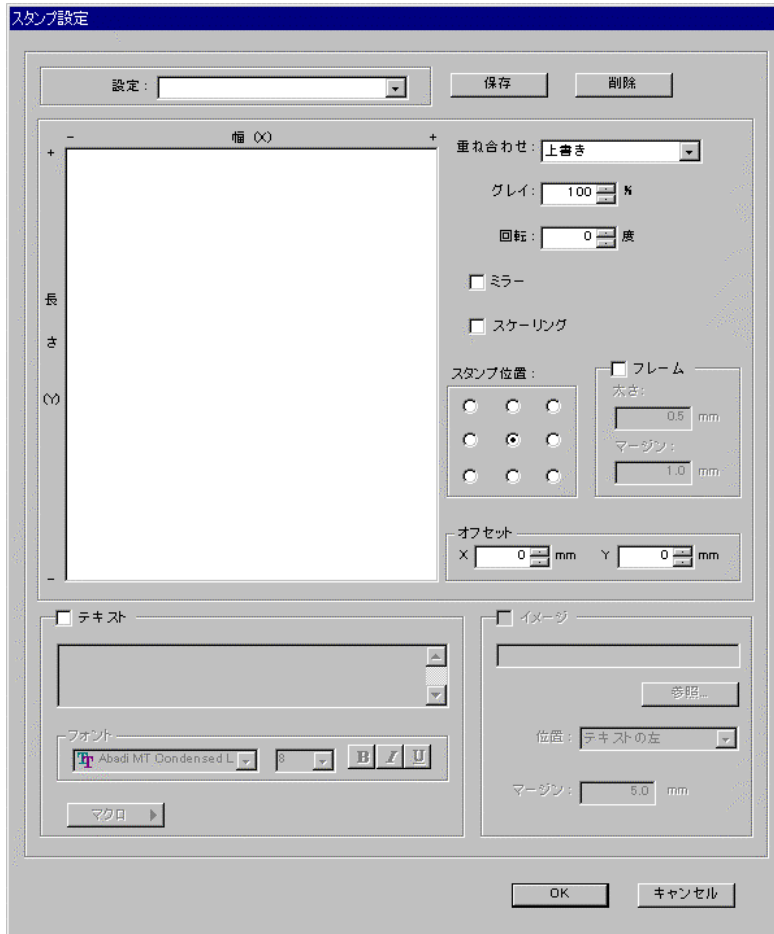 スタンプ設定
設定：
保存
削除
- 幅 (X) +
+
長
さ
(Y)
-
重ね合わせ： 上書き
グレイ： 100 %
回転： 0 度
ミラー
スケーリング
スタンプ位置：
フレーム
太さ：
0.5 mm
マージン：
1.0 mm
オフセット
X 0 mm Y 0 mm
テキスト
フォント
Abadi MT Condensed L 8 B I U
マクロ
イメージ
参照...
位置： テキストの左
マージン： 5.0 mm
OK
キャンセル